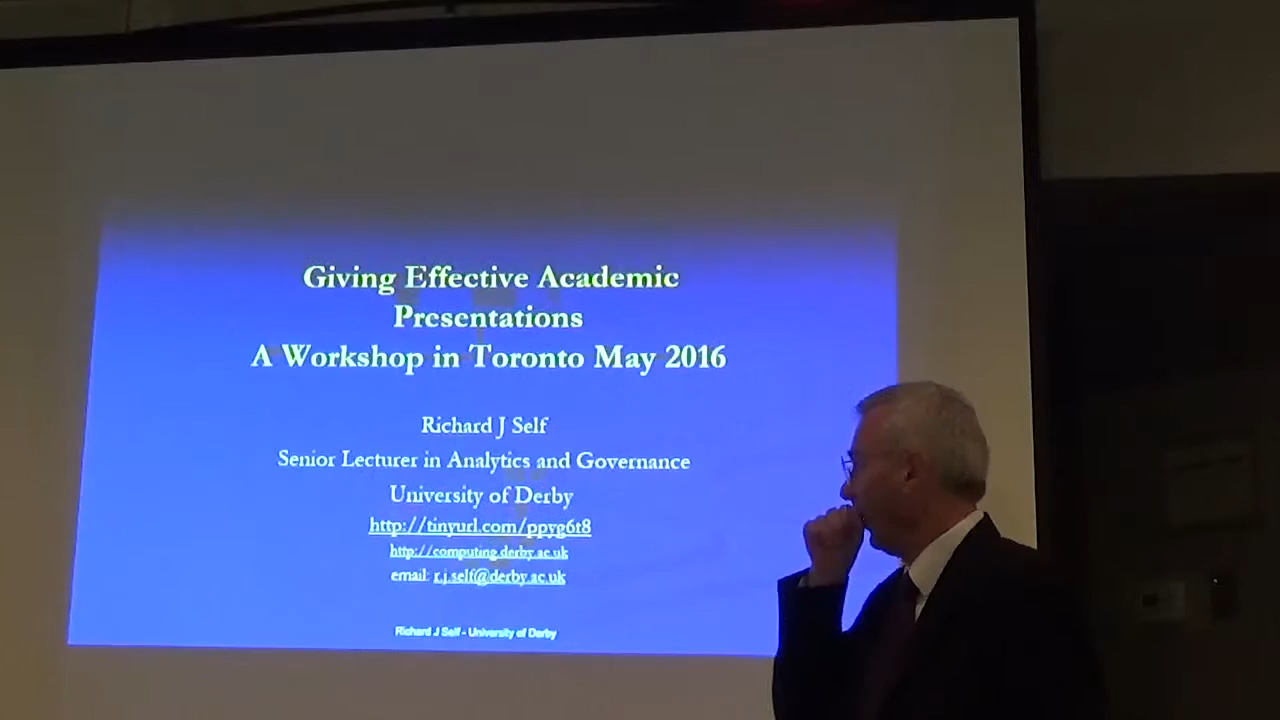 Giving Effective Academic
Presentations
A Workshop in Toronto May 2016
Richard J Self
Senior Lecturer in Analytics and Governance
University of Derby
http://tinyurl.com/ppyg6t8
http://computing.derby.ac.uk
email: r.j.self@derby.ac.uk
Richard J Self - University of Derby